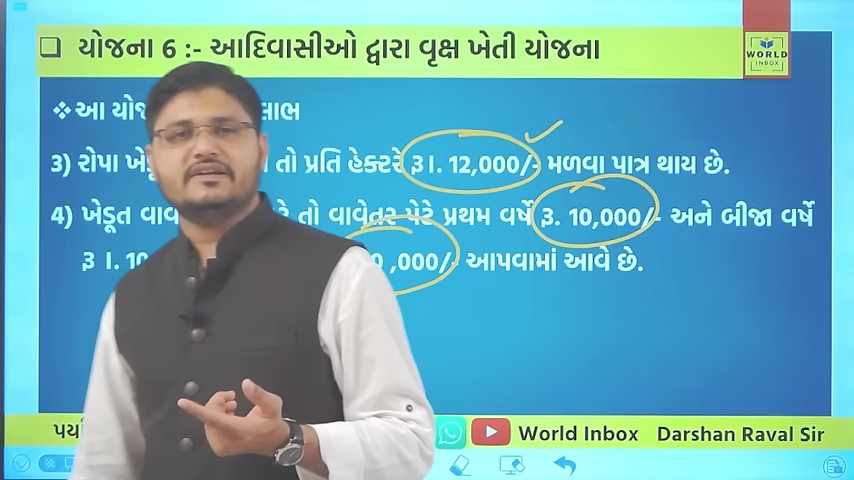 યોજના 6 :- આદિવાસીઓ દ્વારા વૃક્ષ ખેતી યોજના
WORLD
INBOX
આ લાભ
3) રોપા તો પ્રતિ હેક્ટરે રૂ।. 12,000/- મળવા પાત્ર થાય છે.
4) ખેડૂત તો વાવેતર પેટે પ્રથમ વર્ષે રૂ. 10,000/- અને બીજા વર્ષે
રૂ ।. 10 ,000/- આપવામાં આવે છે.
World Inbox Darshan Raval Sir